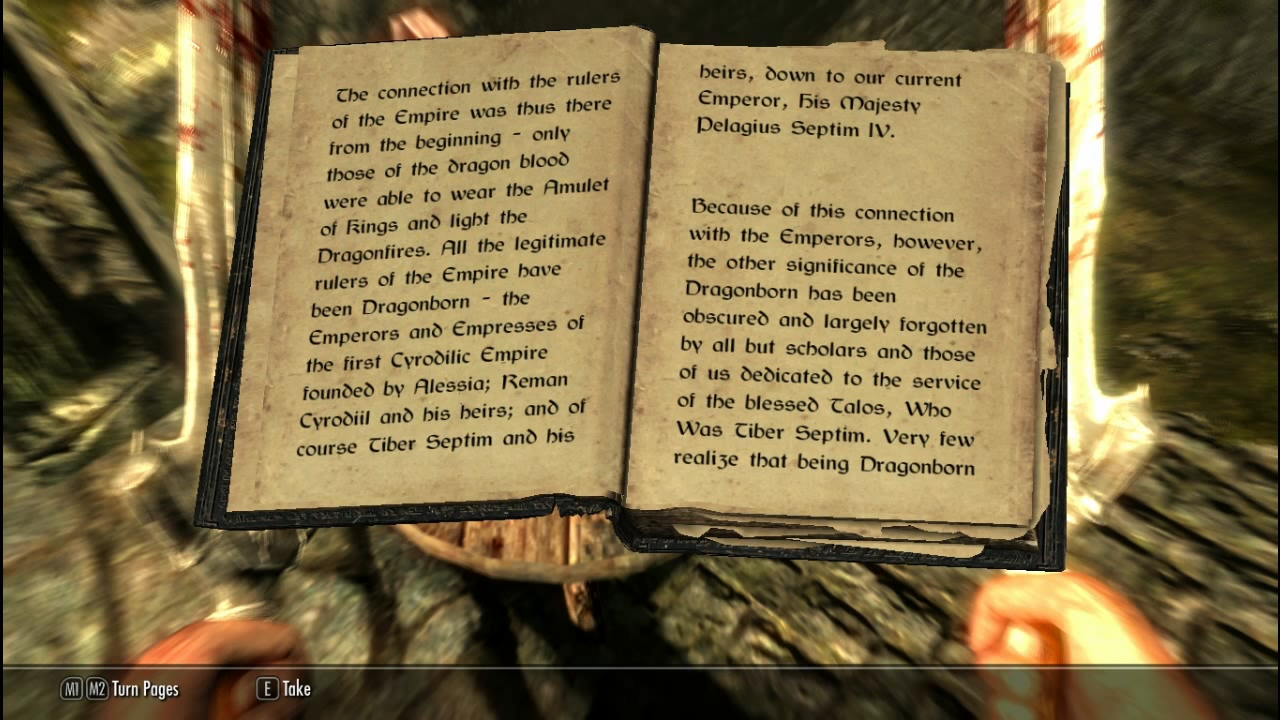 The connection with the rulers
of the Empire was thus there
from the beginning - only
those of the dragon blood
were able to wear the Amulet
of Kings and light the
Dragonfires. All the legitimate
rulers of the Empire have
been Dragonborn - the
Emperors and Empresses of
the first Cyrodilic Empire
founded by Alessia; Reman
Cyrodiil and his heirs; and of
course Tiber Septim and his
heirs, down to our current
Emperor, His Majesty
Pelagius Septim IV.
Because of this connection
with the Emperors, however,
the other significance of the
Dragonborn has been
obscured and largely forgotten
by all but scholars and those
of us dedicated to the service
of the blessed Talos, Who
Was Tiber Septim. Very few
realize that being Dragonborn
M1 M2 Turn Pages E Take